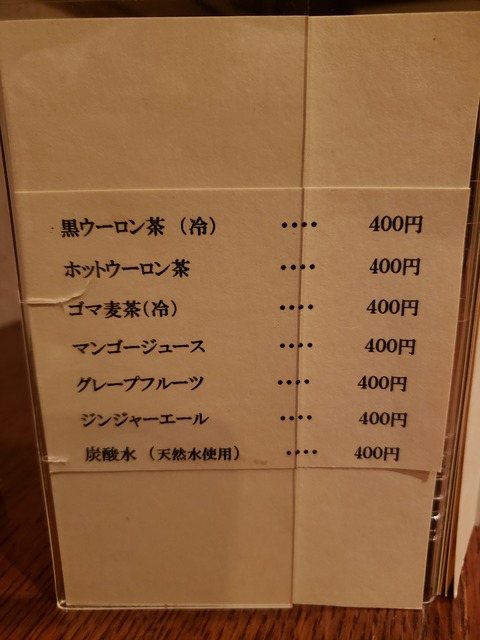 黒ウーロン茶 （冷） ････ 400円
ホットウーロン茶 ････ 400円
ゴマ麦茶（冷） ････ 400円
マンゴージュース ････ 400円
グレープフルーツ ････ 400円
ジンジャーエール ････ 400円
炭酸水 （天然水使用） ････ 400円